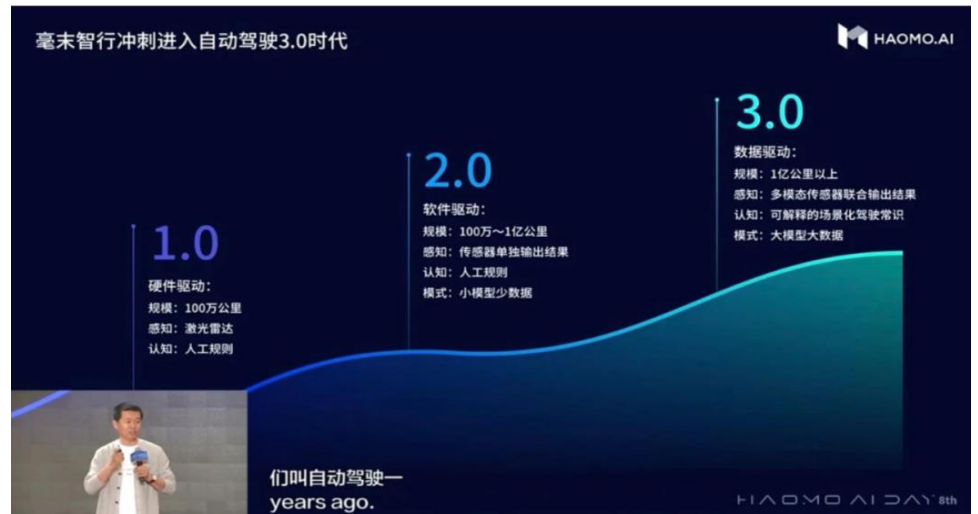 毫末智行冲刺进入自动驾驶3.0时代
HAOMO.AI
1.0
硬件驱动:
规模: 100万公里
感知: 激光雷达
认知: 人工规则
2.0
软件驱动:
规模: 100万~1亿公里
感知: 传感器单独输出结果
认知: 人工规则
模式: 小模型少数据
3.0
数据驱动:
规模: 1亿公里以上
感知: 多模态传感器联合输出结果
认知: 可解释的场景化驾驶常识
模式: 大模型大数据
们叫自动驾驶一
years ago.
HAOMO AI DAY 8th